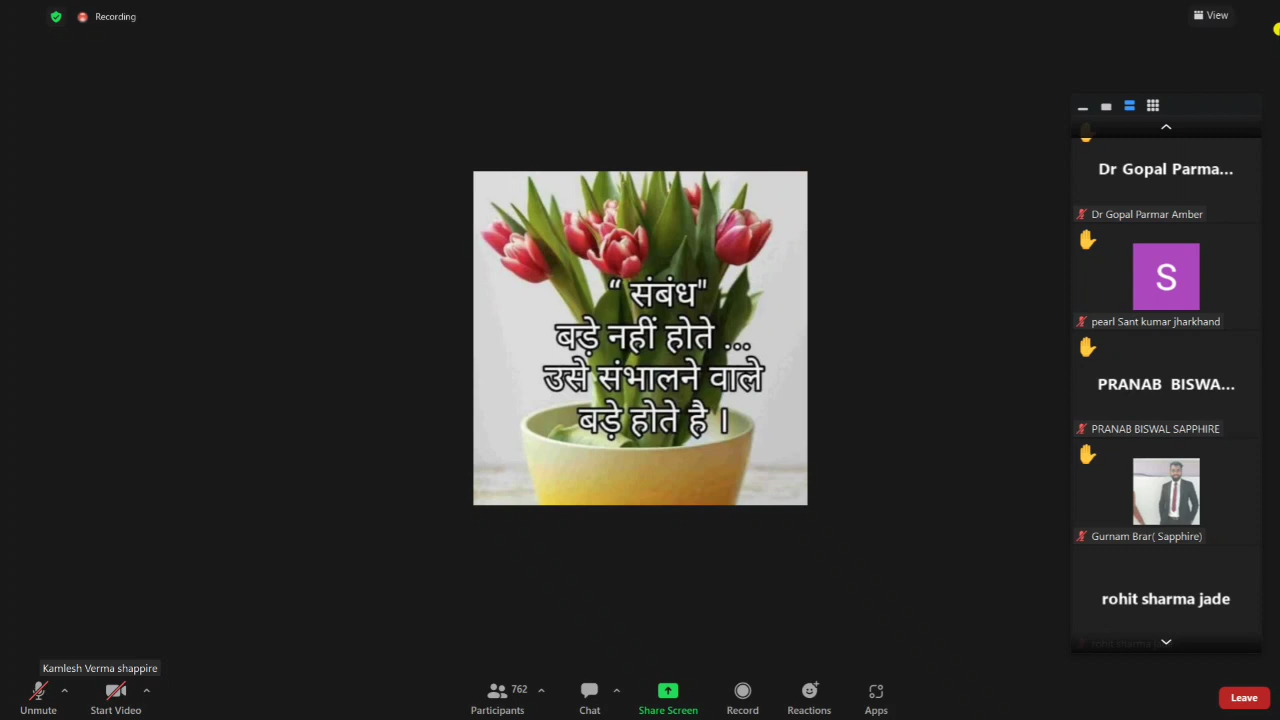 Recording
View
Dr Gopal Parma...
Dr Gopal Parmar Amber
S
pearl Sant kumar jharkhand
PRANAB BISWA...
PRANAB BISWAL SAPPHIRE
Gurnam Brar( Sapphire)
rohit sharma jade
“ संबंध"
बड़े नहीं होते ...
उसे संभालने वाले
बड़े होते है ।
Kamlesh Verma shappire
Unmute
Start Video
Participants 762
Chat
Share Screen
Record
Reactions
Apps
Leave